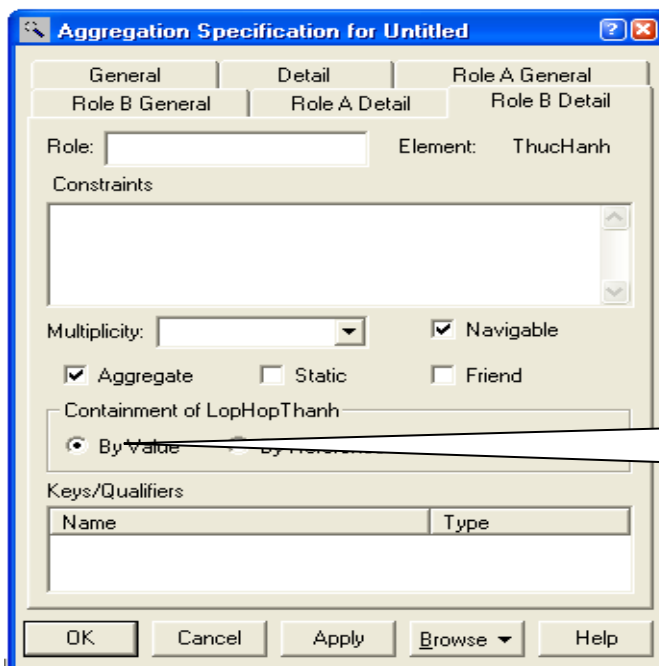 Aggregation Specification for Untitled
General Detail Role A General
Role B General Role A Detail Role B Detail
Role: Element: ThucHanh
Constraints
Multiplicity: Navigable
Aggregate Static Friend
Containment of LopHopThanh
By Value By
Keys/Qualifiers
Name Type
OK Cancel Apply Browse Help